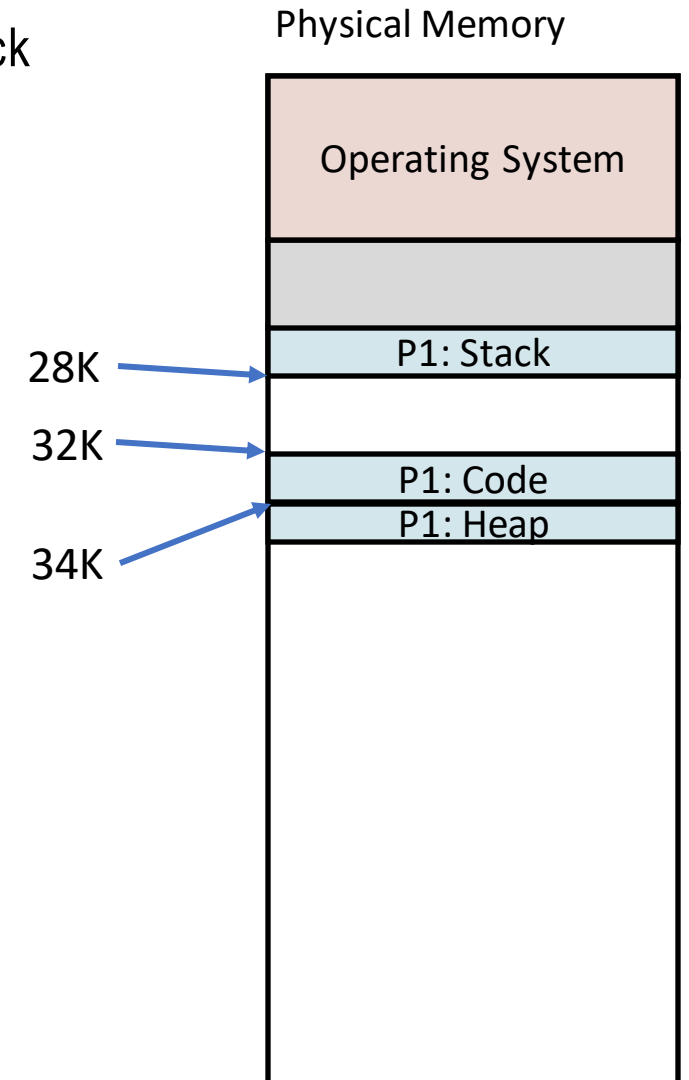 ck
Physical Memory
Operating System
P1: Stack
28K
32K
P1: Code
P1: Heap
34K